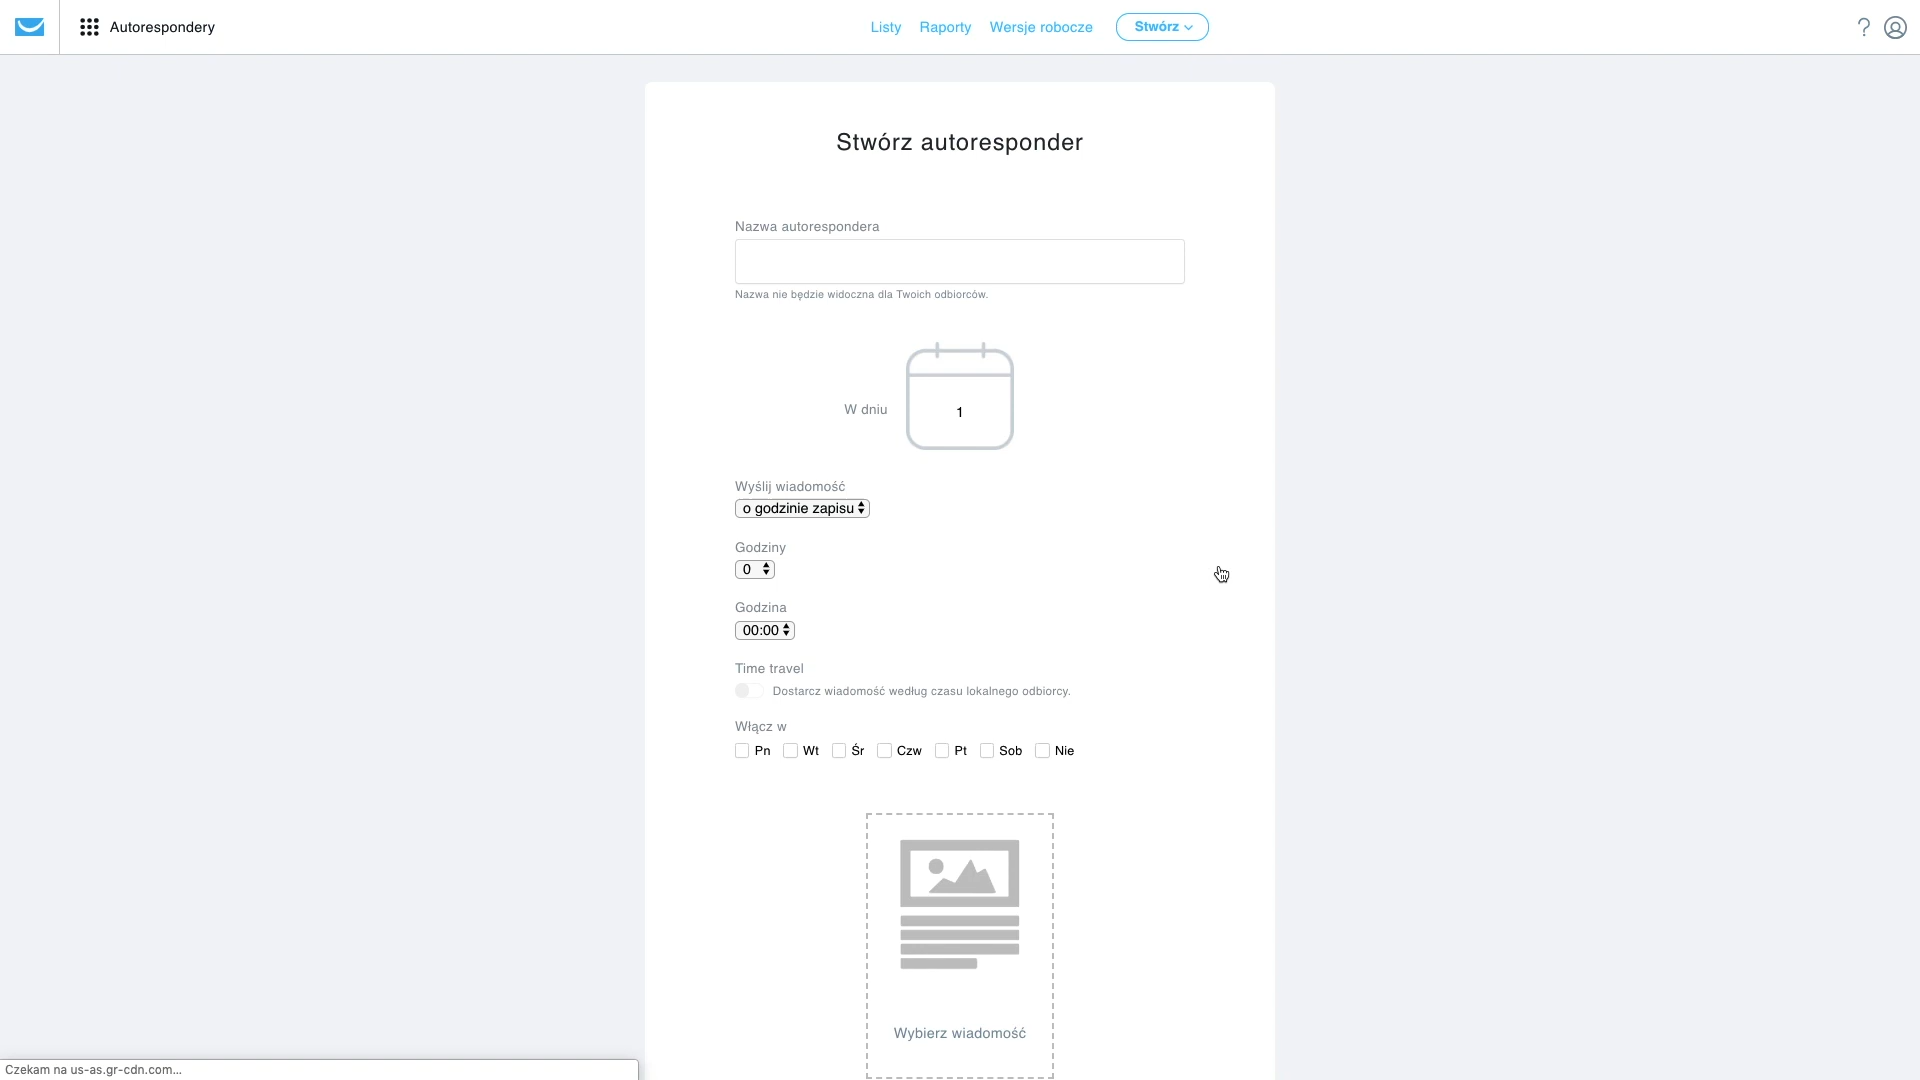 Autorespondery
Listy Raporty Wersje robocze Stwórz
?
Stwórz autoresponder
Nazwa autorespondera
Nazwa nie będzie widoczna dla Twoich odbiorców.
W dniu 1
Wyślij wiadomość
o godzinie zapisu
Godziny
0
Godzina
00:00
Time travel
Dostarcz wiadomość według czasu lokalnego odbiorcy.
Włącz w
Pn Wt Śr Czw Pt Sob Nie
Wybierz wiadomość
Czekam na us-as.gr-cdn.com...